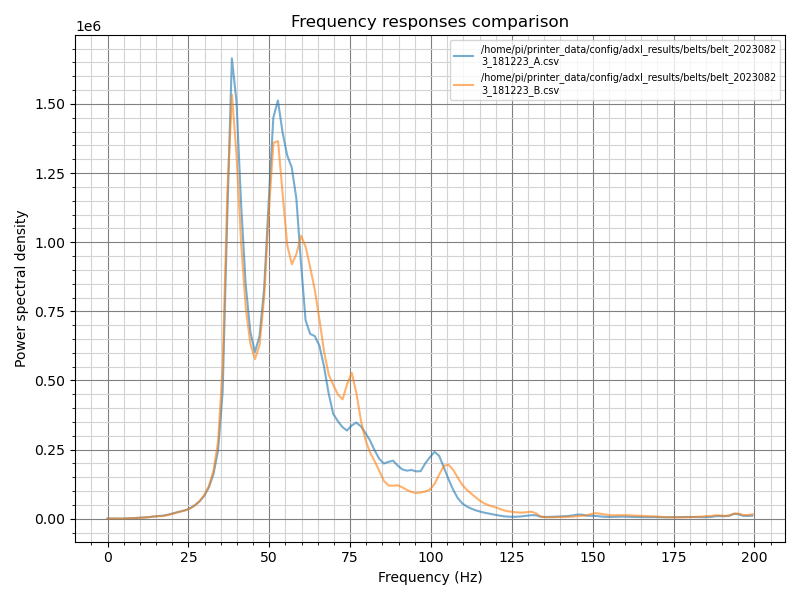 Frequency responses comparison
1e6
/home/pi/printer_data/config/adxl_results/belts/belt_2023082
3_181223_A.csv
/home/pi/printer_data/config/adxl_results/belts/belt_2023082
3_181223_B.csv
1.50
1.25
1.00
0.75
0.50
0.25
0.00
Power spectral density
0 25 50 75 100 125 150 175 200
Frequency (Hz)